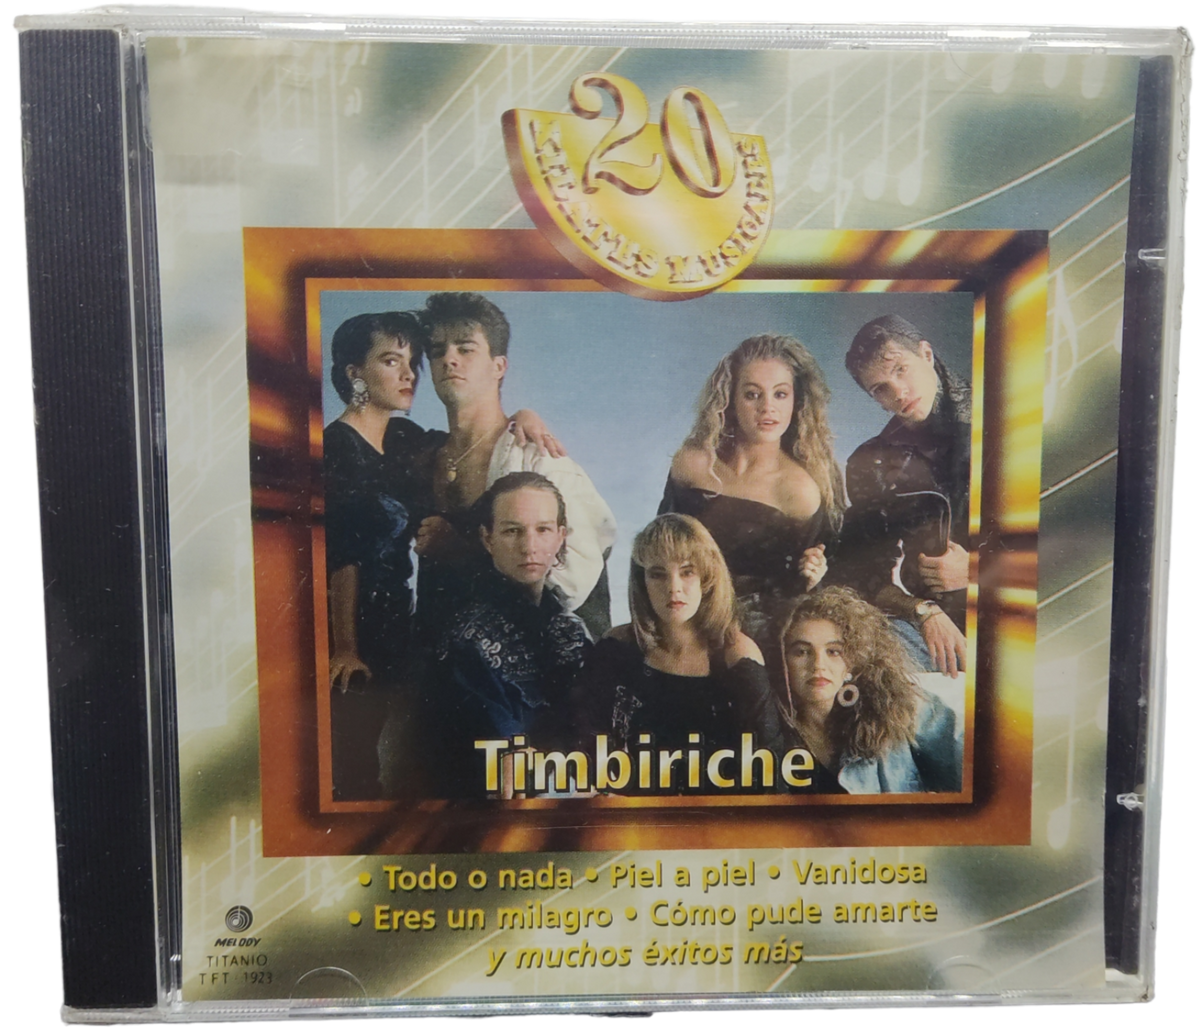 20
KILATES MUSICALES
Timbiriche
• Todo o nada • Piel a piel • Vanidosa
• Eres un milagro • Cómo pude amarte
y muchos éxitos más
MELODY
TITANIO
TFT-1923